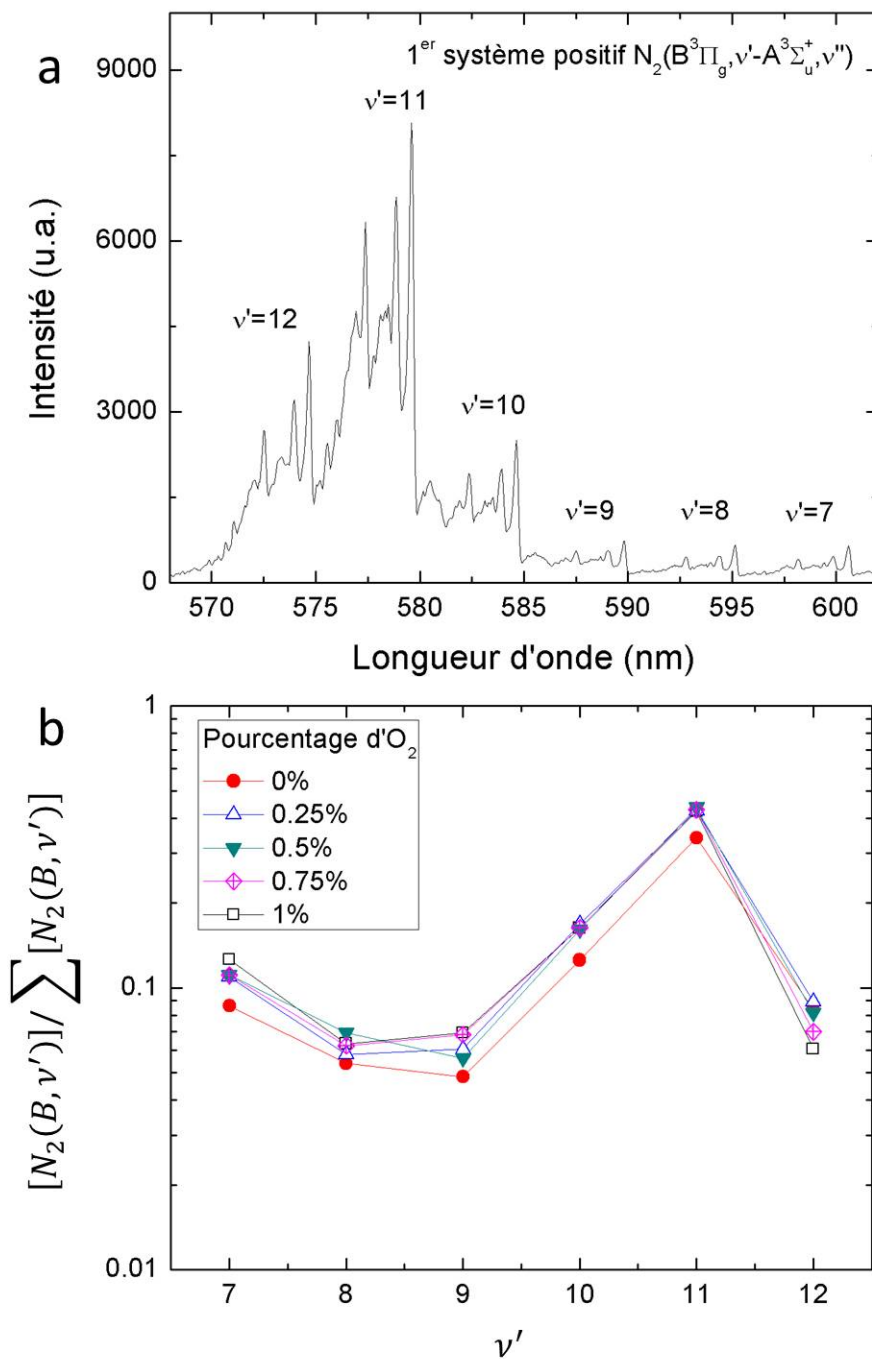 a
1er système positif N2(B3Πg,ν'-A3Σu+,ν")
9000
ν'=11
6000
ν'=12
3000
ν'=10
ν'=9
ν'=8
ν'=7
0
570
575
580
585
590
595
600
Intensité (u.a.)
Longueur d'onde (nm)
b
1
Pourcentage d'O2
0%
0.25%
0.5%
0.75%
1%
0.1
0.01
7
8
9
10
11
12
[N2(B,ν')]/∑[N2(B,ν')]
ν'